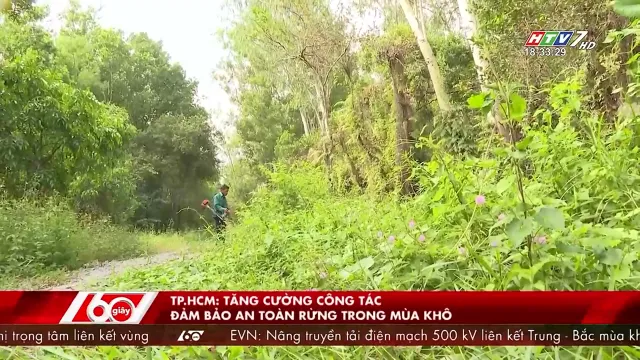 HTV7 HD
18:33:29
60 giây
TP.HCM: TĂNG CƯỜNG CÔNG TÁC
ĐẢM BẢO AN TOÀN RỪNG TRONG MÙA KHÔ
trọng tâm liên kết vùng 60 giây EVN: Nâng truyền tải điện mạch 500 kV liên kết Trung - Bắc mùa kh